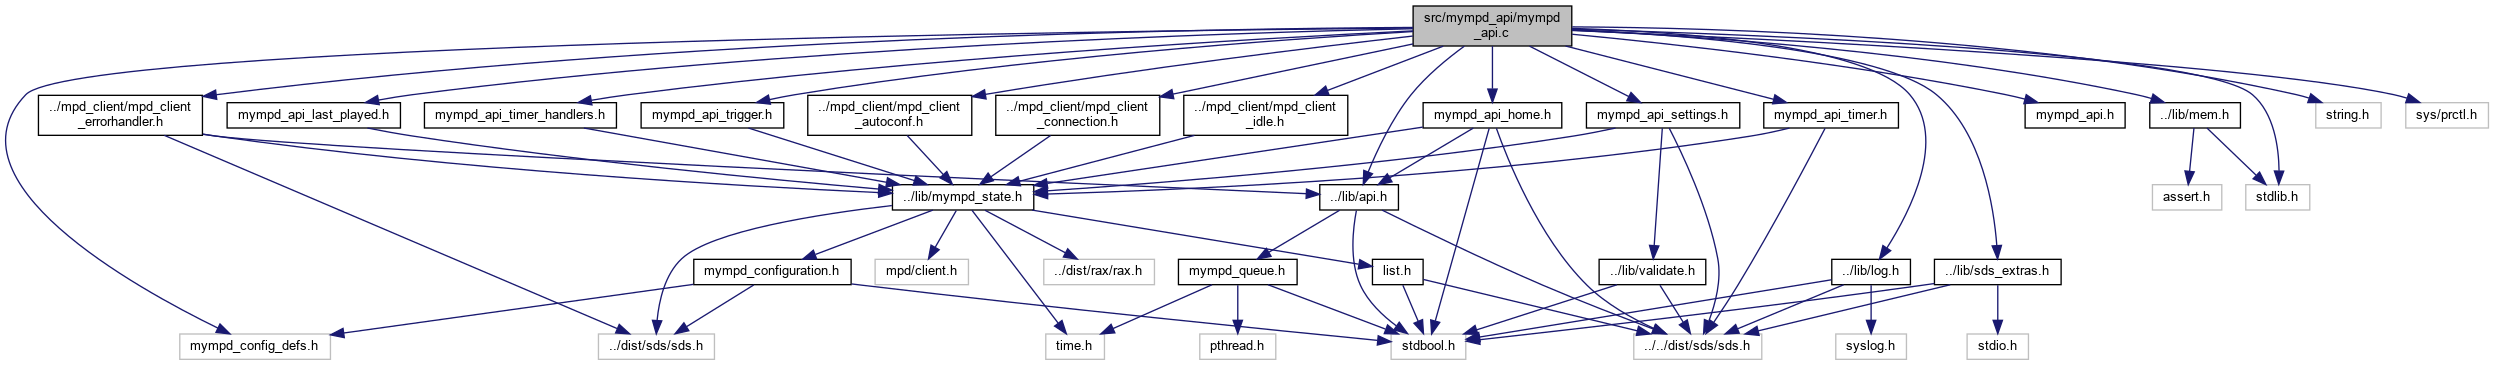 src/mympd_api/mympd
_api.c
../mpd_client/mpd_client
_errorhandler.h
mympd_api_last_played.h
mympd_api_timer_handlers.h
mympd_api_trigger.h
../mpd_client/mpd_client
_autoconf.h
../mpd_client/mpd_client
_connection.h
../mpd_client/mpd_client
_idle.h
mympd_api_home.h
mympd_api_settings.h
mympd_api_timer.h
mympd_api.h
../lib/mem.h
string.h
sys/prctl.h
../lib/mympd_state.h
../lib/api.h
assert.h
stdlib.h
mympd_configuration.h
mpd/client.h
../dist/rax/rax.h
mympd_queue.h
list.h
../lib/validate.h
../lib/log.h
../lib/sds_extras.h
mympd_config_defs.h
../dist/sds/sds.h
time.h
pthread.h
stdbool.h
../../dist/sds/sds.h
syslog.h
stdio.h